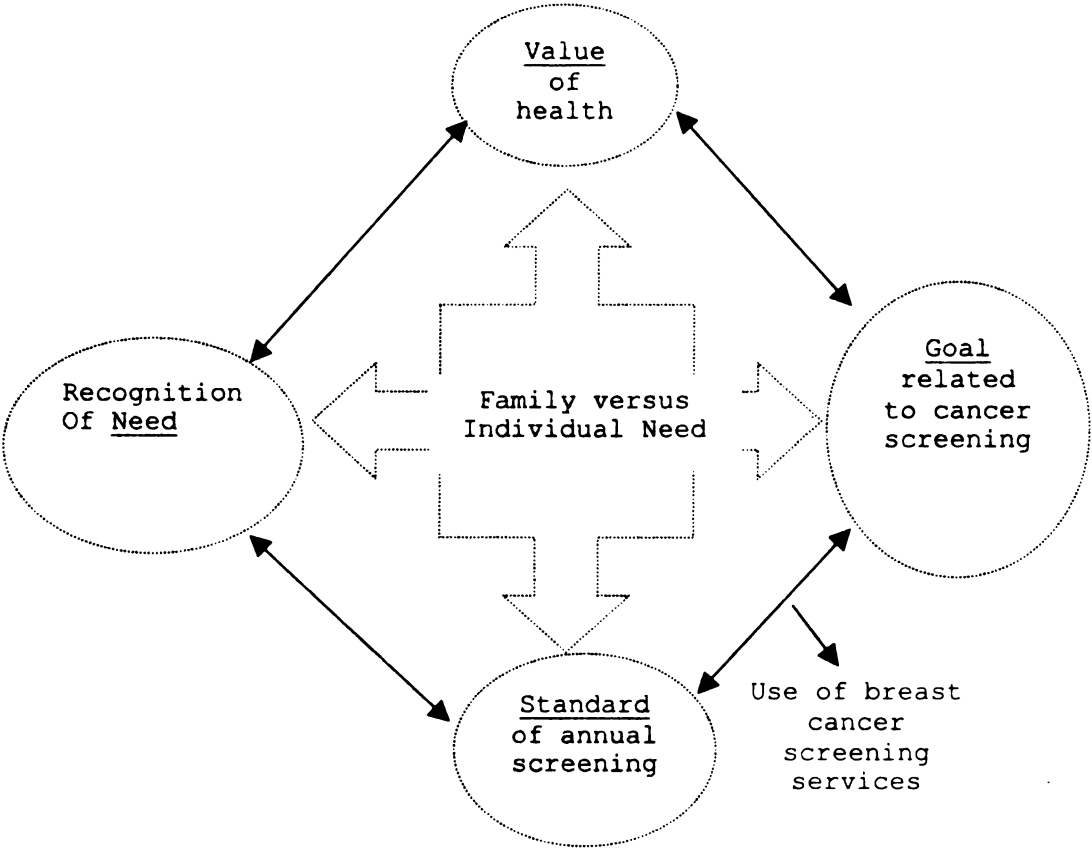 Value
of
health
Recognition
Of Need
Family versus
Individual Need
Goal
related
to cancer
screening
Standard
of annual
screening
Use of breast
cancer
screening
services